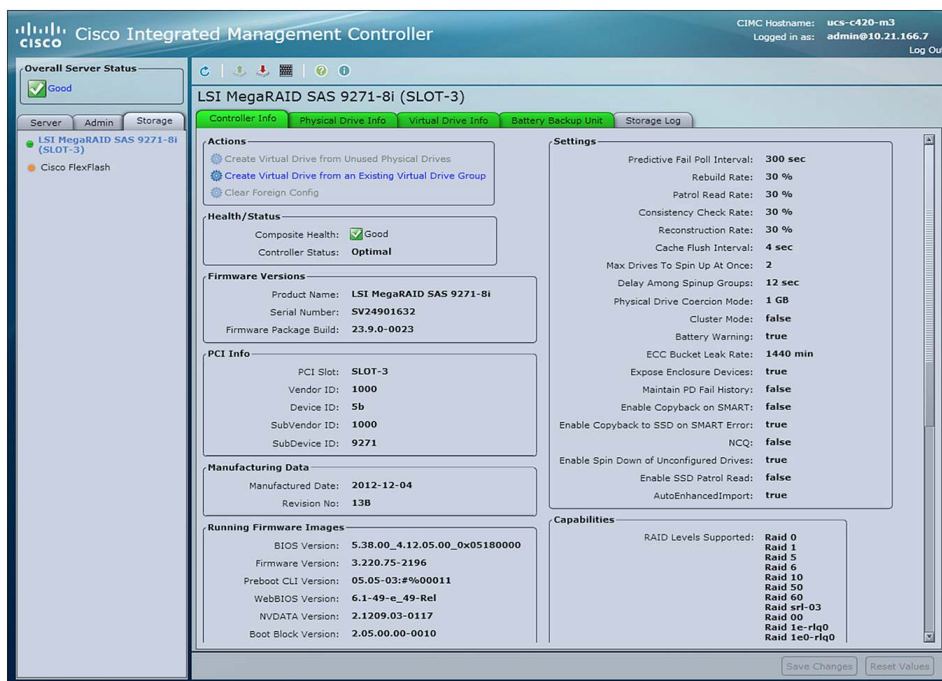 CISCO
Cisco Integrated Management Controller
CIMC Hostname: ucs-c420-m3
Logged in as: admin@10.21.166.7
Log Ou
Overall Server Status
Good
Server Admin Storage
LSI MegaRAID SAS 9271-8i
(SLOT-3)
Cisco FlexFlash
LSI MegaRAID SAS 9271-8i (SLOT-3)
Controller Info Physical Drive Info Virtual Drive Info Battery Backup Unit Storage Log
Actions
Create Virtual Drive from Unused Physical Drives
Create Virtual Drive from an Existing Virtual Drive Group
Clear Foreign Config
Health/Status
Composite Health: Good
Controller Status: Optimal
Firmware Versions
Product Name: LSI MegaRAID SAS 9271-8i
Serial Number: SV24901632
Firmware Package Build: 23.9.0-0023
PCI Info
PCI Slot: SLOT-3
Vendor ID: 1000
Device ID: 5b
SubVendor ID: 1000
SubDevice ID: 9271
Manufacturing Data
Manufactured Date: 2012-12-04
Revision No: 13B
Running Firmware Images
BIOS Version: 5.38.00_4.12.05.00_0x05180000
Firmware Version: 3.220.75-2196
Preboot CLI Version: 05.05-03:#%00011
WebBIOS Version: 6.1-49-e_49-Rel
NVDATA Version: 2.1209.03-0117
Boot Block Version: 2.05.00.00-0010
Settings
Predictive Fail Poll Interval: 300 sec
Rebuild Rate: 30 %
Patrol Read Rate: 30 %
Consistency Check Rate: 30 %
Reconstruction Rate: 30 %
Cache Flush Interval: 4 sec
Max Drives To Spin Up At Once: 2
Delay Among Spinup Groups: 12 sec
Physical Drive Coercion Mode: 1 GB
Cluster Mode: false
Battery Warning: true
ECC Bucket Leak Rate: 1440 min
Expose Enclosure Devices: true
Maintain PD Fail History: false
Enable Copyback on SMART: false
Enable Copyback to SSD on SMART Error: true
NCQ: false
Enable Spin Down of Unconfigured Drives: true
Enable SSD Patrol Read: false
AutoEnhancedImport: true
Capabilities
RAID Levels Supported: Raid 0
Raid 1
Raid 5
Raid 6
Raid 10
Raid 50
Raid 60
Raid srl-03
Raid 00
Raid 1e-rlq0
Raid 1e0-rlq0
Save Changes Reset Values